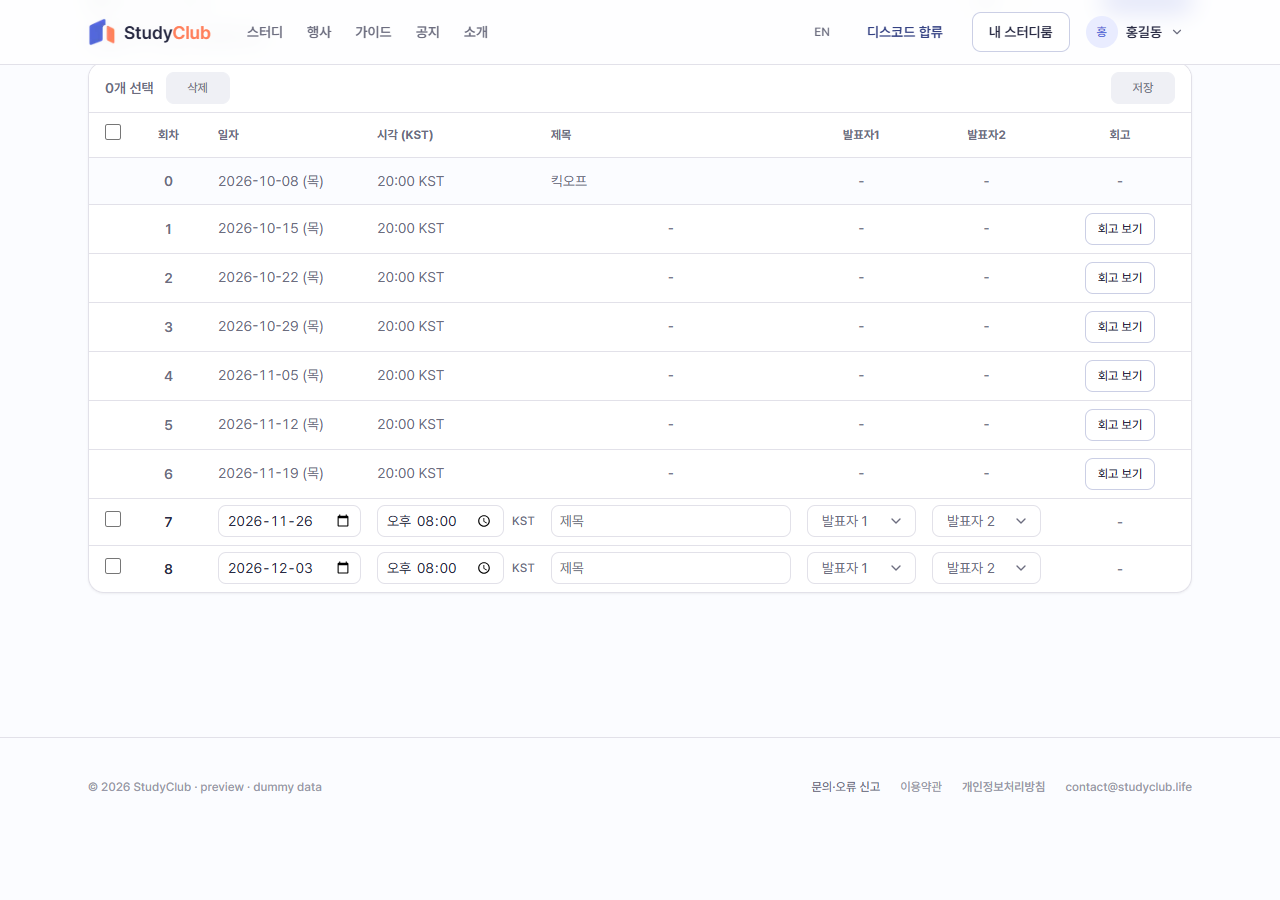 StudyClub 스터디 행사 가이드 공지 소개 EN 디스코드 합류 내 스터디룸 홍 홍길동
0개 선택 삭제 저장
회차 일자 시각 (KST) 제목 발표자1 발표자2 회고
0 2026-10-08 (목) 20:00 KST 킥오프 - - -
1 2026-10-15 (목) 20:00 KST - - - 회고 보기
2 2026-10-22 (목) 20:00 KST - - - 회고 보기
3 2026-10-29 (목) 20:00 KST - - - 회고 보기
4 2026-11-05 (목) 20:00 KST - - - 회고 보기
5 2026-11-12 (목) 20:00 KST - - - 회고 보기
6 2026-11-19 (목) 20:00 KST - - - 회고 보기
7 2026-11-26 오후 08:00 KST 제목 발표자 1 발표자 2 -
8 2026-12-03 오후 08:00 KST 제목 발표자 1 발표자 2 -
© 2026 StudyClub · preview · dummy data 문의·오류 신고 이용약관 개인정보처리방침 contact@studyclub.life